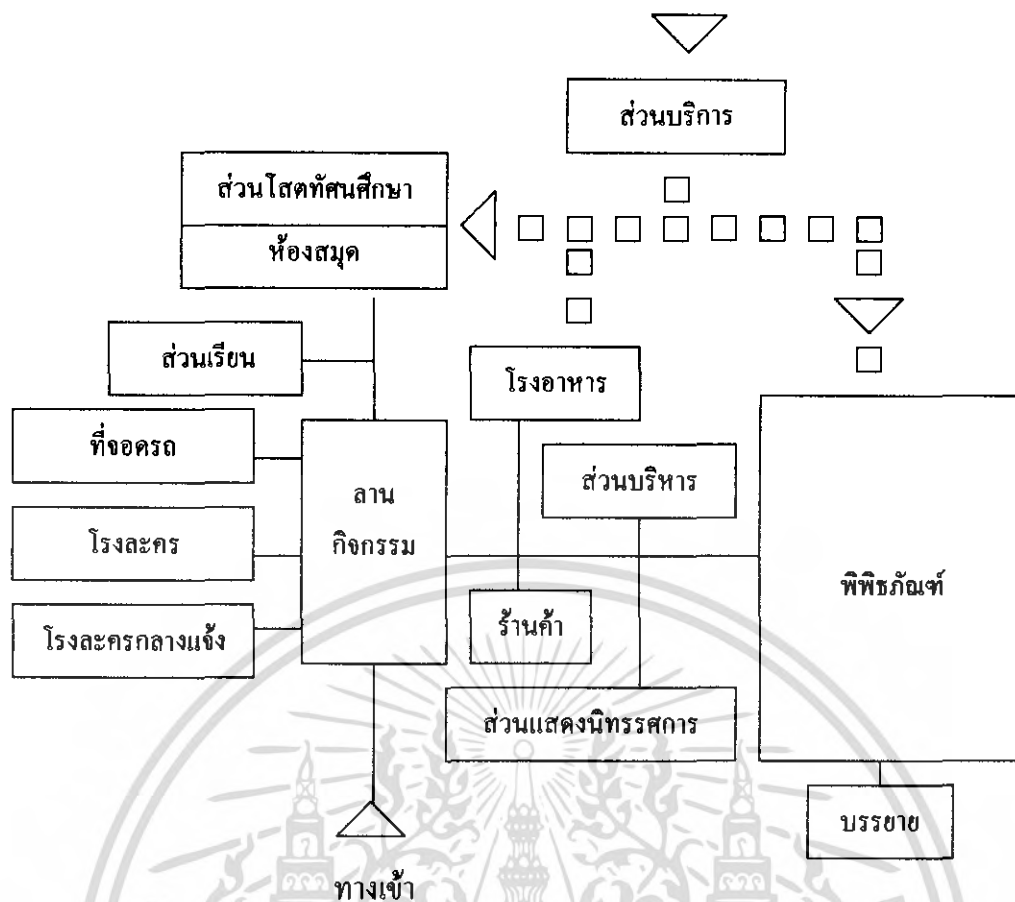 ส่วนบริการ
ส่วนโสตทัศนศึกษา
ห้องสมุด
ส่วนเรียน
โรงอาหาร
ที่จอดรถ
ส่วนบริหาร
ลาน
กิจกรรม
โรงละคร
พิพิธภัณฑ์
ร้านค้า
โรงละครกลางแจ้ง
ส่วนแสดงนิทรรศการ
บรรยาย
ทางเข้า